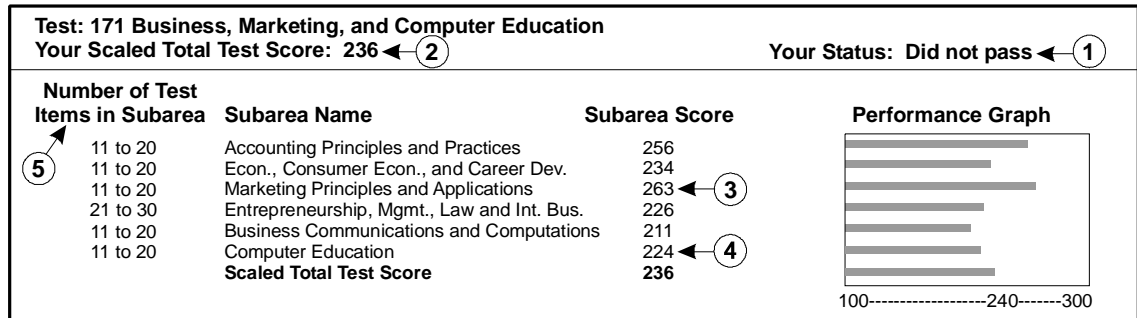 Test: 171 Business, Marketing, and Computer Education
Your Scaled Total Test Score: 236 2 Your Status: Did not pass 1
Number of Test
Items in Subarea Subarea Name Subarea Score Performance Graph
5
11 to 20 Accounting Principles and Practices 256
11 to 20 Econ., Consumer Econ., and Career Dev. 234
11 to 20 Marketing Principles and Applications 263 3
21 to 30 Entrepreneurship, Mgmt., Law and Int. Bus. 226
11 to 20 Business Communications and Computations 211
11 to 20 Computer Education 224 4
Scaled Total Test Score 236
100-------------------240-------300